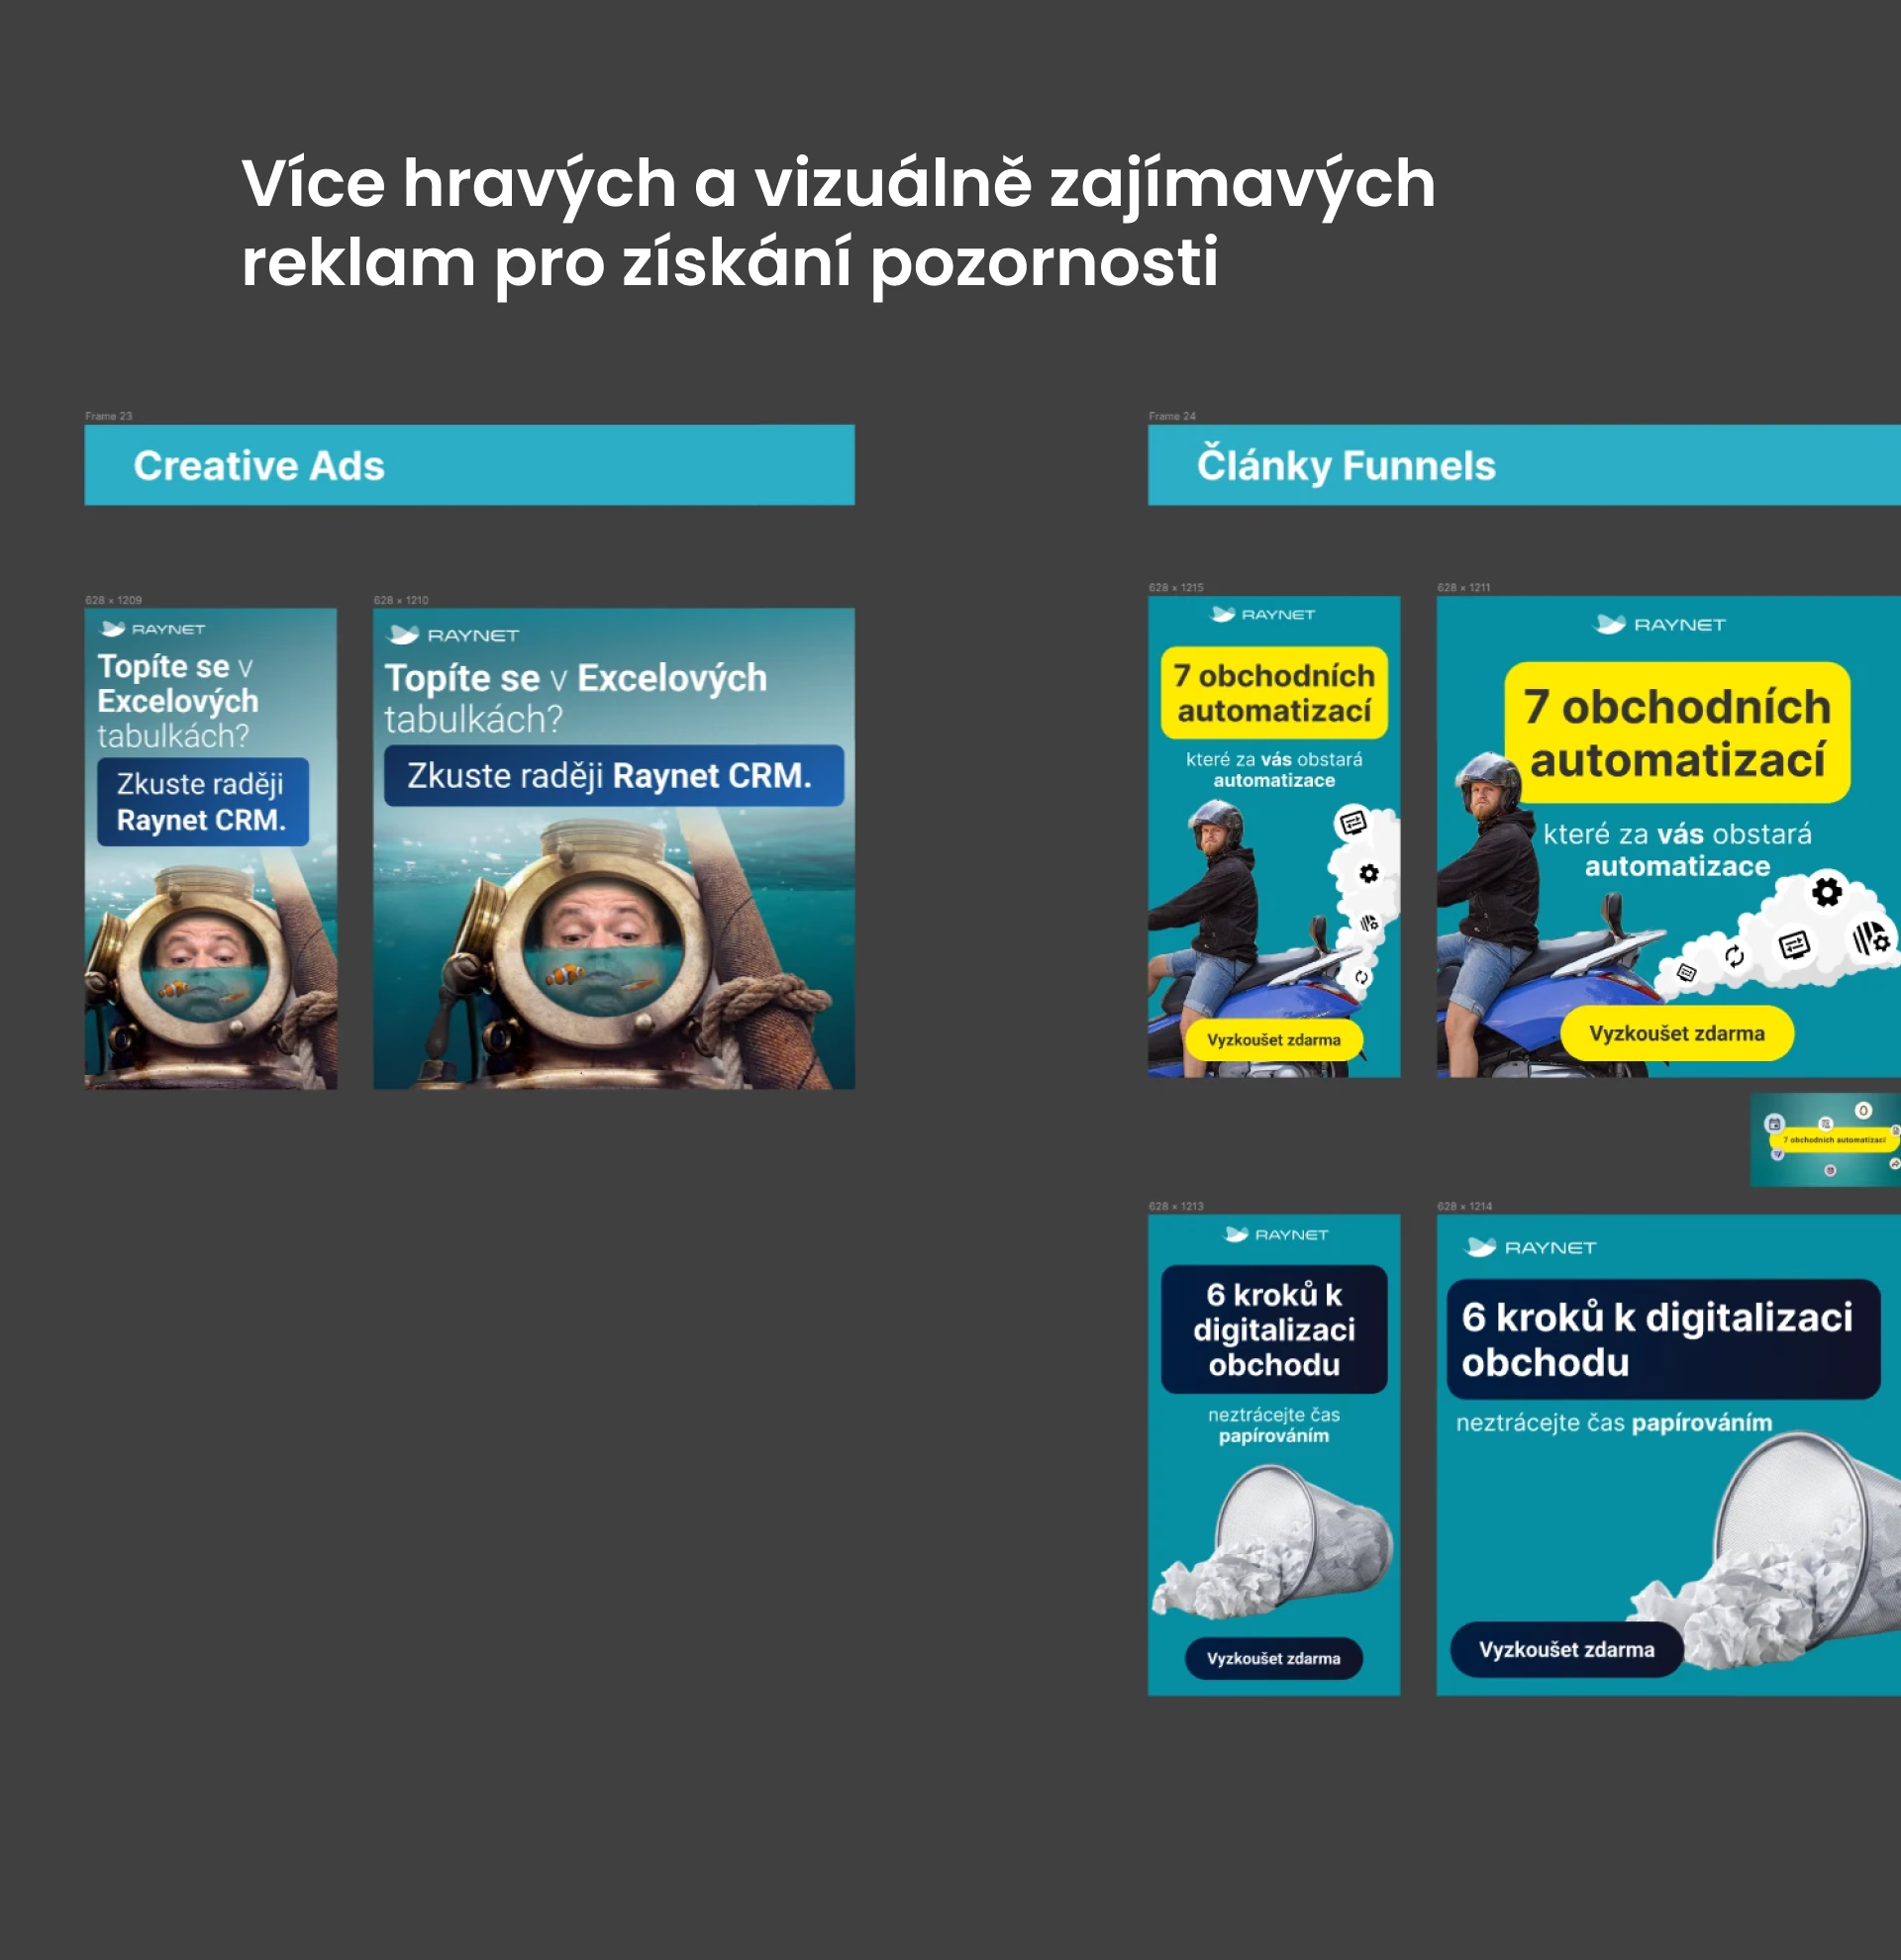 Více hravých a vizuálně zajímavých
reklam pro získání pozornosti
Frame 23
Creative Ads
628 × 1209
RAYNET
Topíte se v
Excelových
tabulkách?
Zkuste raději
Raynet CRM.
628 × 1210
RAYNET
Topíte se v Excelových
tabulkách?
Zkuste raději Raynet CRM.
Frame 24
Články Funnels
628 × 1215
RAYNET
7 obchodních
automatizací
které za vás obstará
automatizace
Vyzkoušet zdarma
628 × 1211
RAYNET
7 obchodních
automatizací
které za vás obstará
automatizace
Vyzkoušet zdarma
7 obchodních automatizací
628 × 1213
RAYNET
6 kroků k
digitalizaci
obchodu
neztrácejte čas
papírováním
Vyzkoušet zdarma
628 × 1214
RAYNET
6 kroků k digitalizaci
obchodu
neztrácejte čas papírováním
Vyzkoušet zdarma